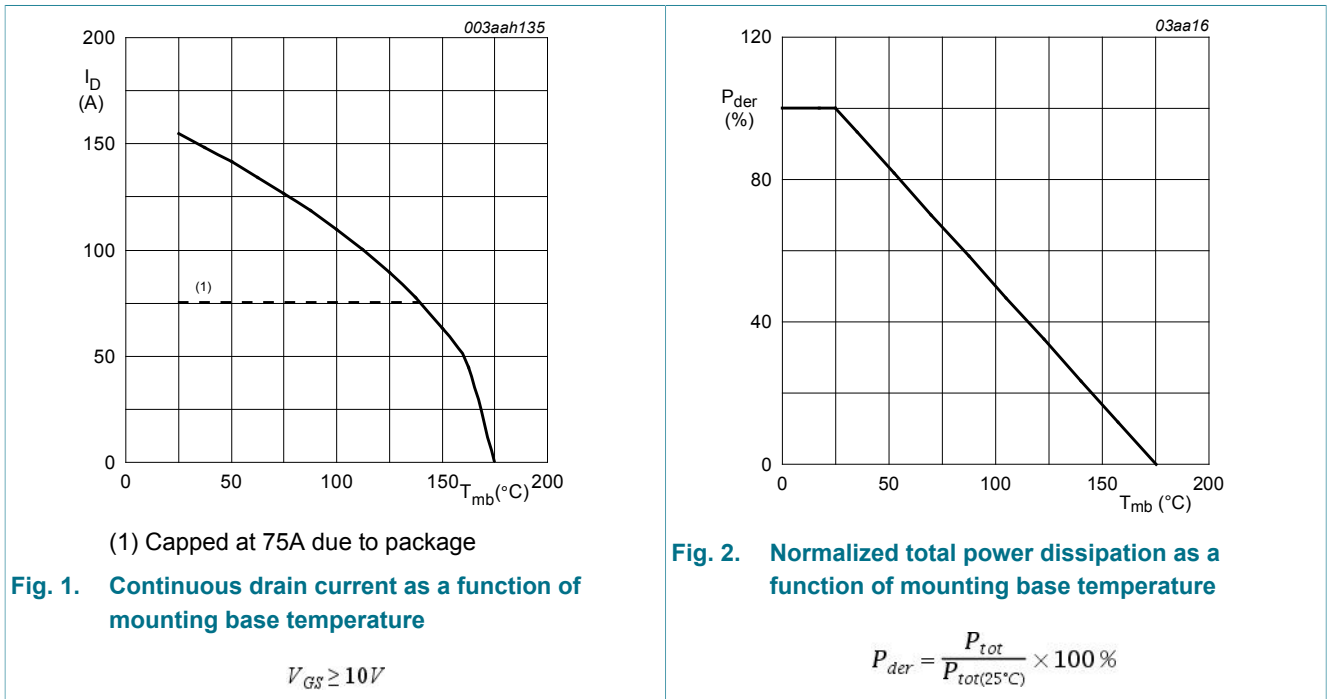 003aah135
200
I_D
(A)
150
100
(1)
50
0
0
50
100
150
T_mb(°C)
200
(1) Capped at 75A due to package
Fig. 1. Continuous drain current as a function of
mounting base temperature
V_GS ≥ 10V
03aa16
120
P_der
(%)
80
40
0
0
50
100
150
200
T_mb (°C)
Fig. 2. Normalized total power dissipation as a
function of mounting base temperature
P_der = P_tot / P_tot(25°C) × 100 %